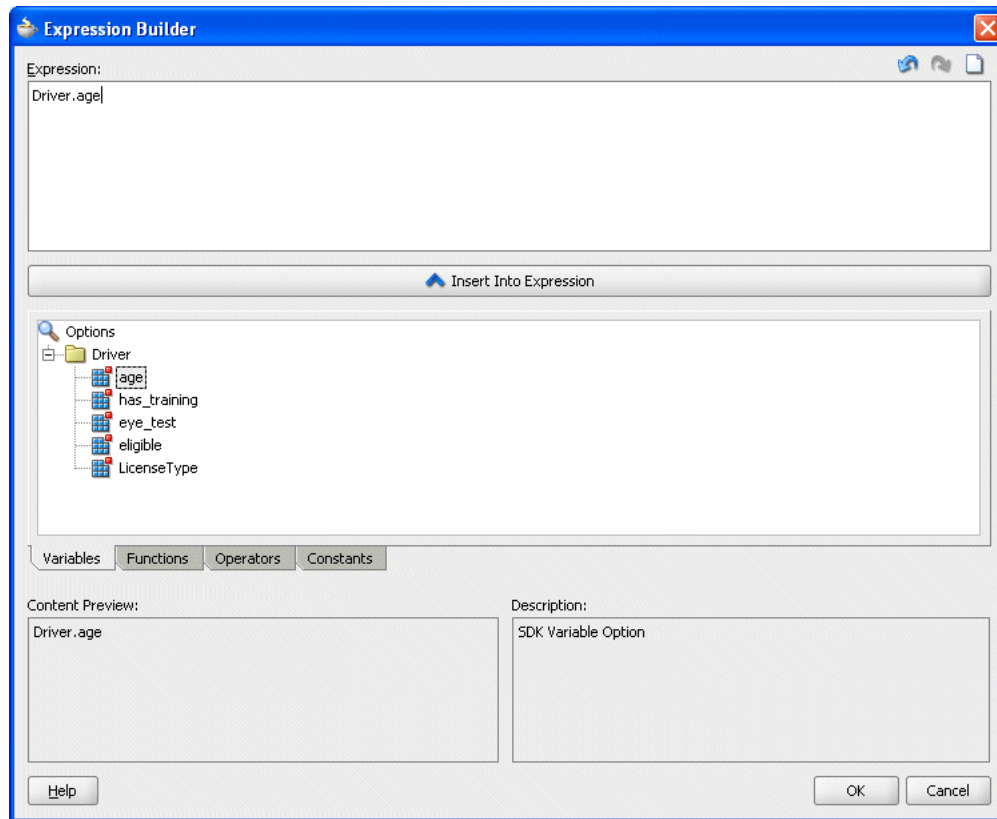 Expression Builder
Expression:
Driver.age
Insert Into Expression
Options
Driver
age
has_training
eye_test
eligible
LicenseType
Variables Functions Operators Constants
Content Preview: Description:
Driver.age SDK Variable Option
Help OK Cancel